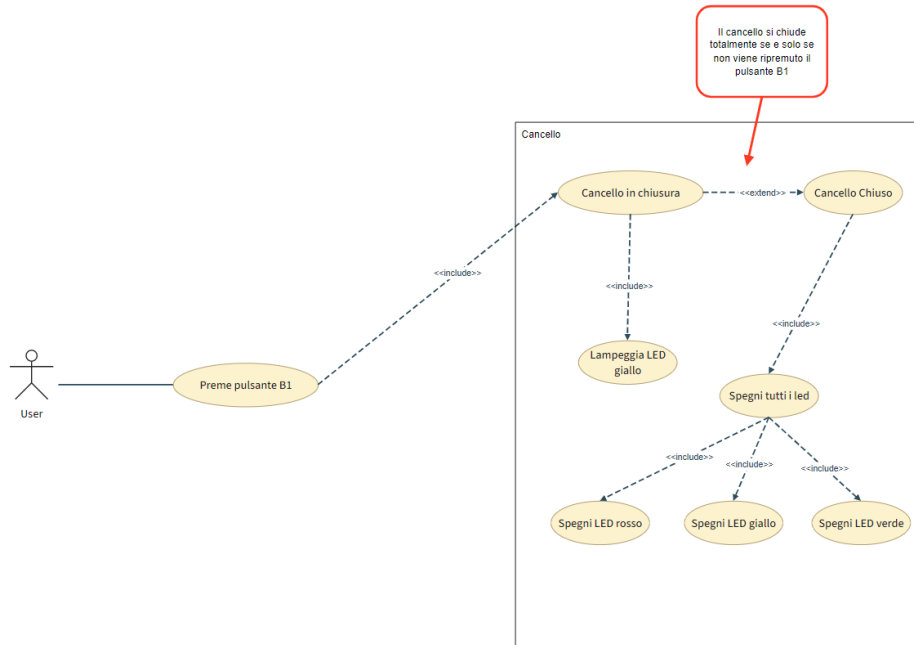 Il cancello si chiude
totalmente se e solo se
non viene ripremuto il
pulsante B1
Cancello
Cancello in chiusura
<<extend>>
Cancello Chiuso
<<include>>
<<include>>
<<include>>
Lampeggia LED
giallo
Preme pulsante B1
User
Spegni tutti i led
<<include>>
<<include>>
<<include>>
Spegni LED rosso
Spegni LED giallo
Spegni LED verde